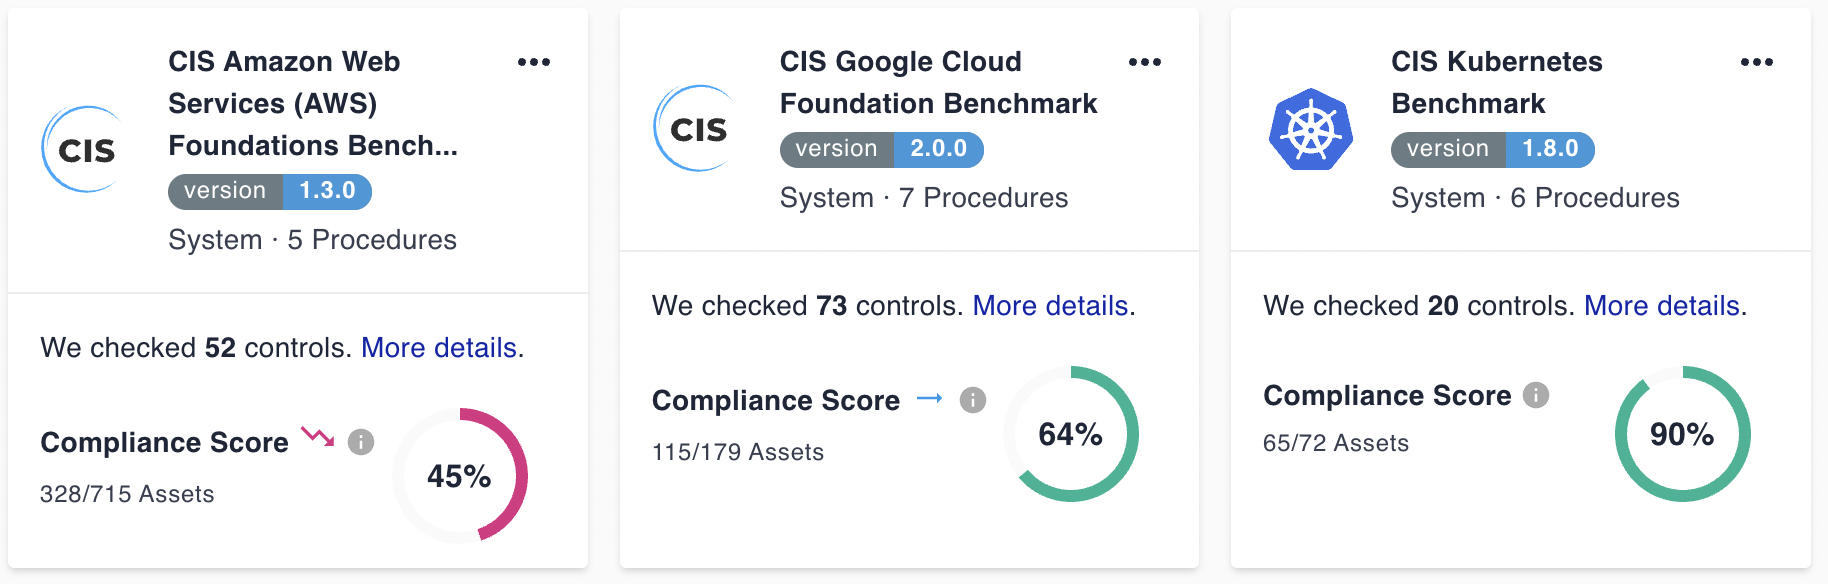 CIS
CIS Amazon Web
Services (AWS)
Foundations Bench...
version 1.3.0
System · 5 Procedures
We checked 52 controls. More details.
Compliance Score
328/715 Assets
45%
CIS
CIS Google Cloud
Foundation Benchmark
version 2.0.0
System · 7 Procedures
We checked 73 controls. More details.
Compliance Score
115/179 Assets
64%
CIS Kubernetes
Benchmark
version 1.8.0
System · 6 Procedures
We checked 20 controls. More details.
Compliance Score
65/72 Assets
90%